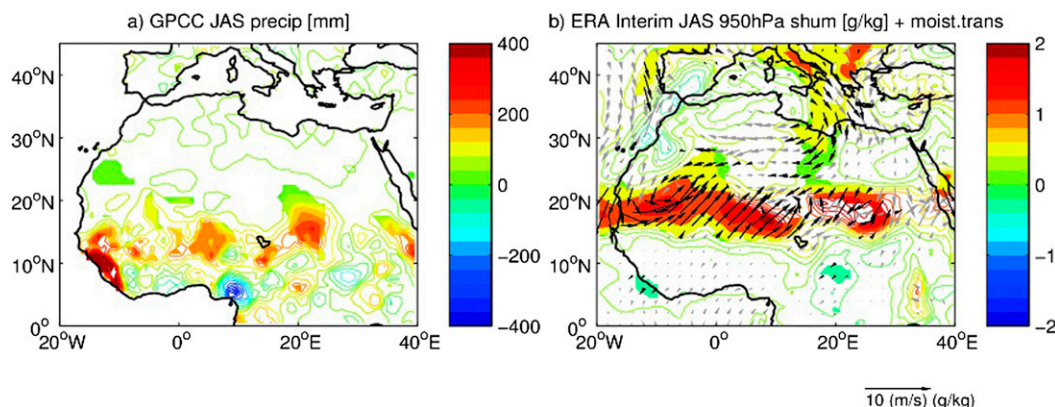 a) GPCC JAS precip [mm]
b) ERA Interim JAS 950hPa shum [g/kg] + moist.trans
40°N
30°N
20°N
10°N
0°
20°W
0°
20°E
40°E
400
200
0
−200
−400
40°N
30°N
20°N
10°N
0°
20°W
0°
20°E
40°E
2
1
0
−1
−2
10 (m/s) (g/kg)